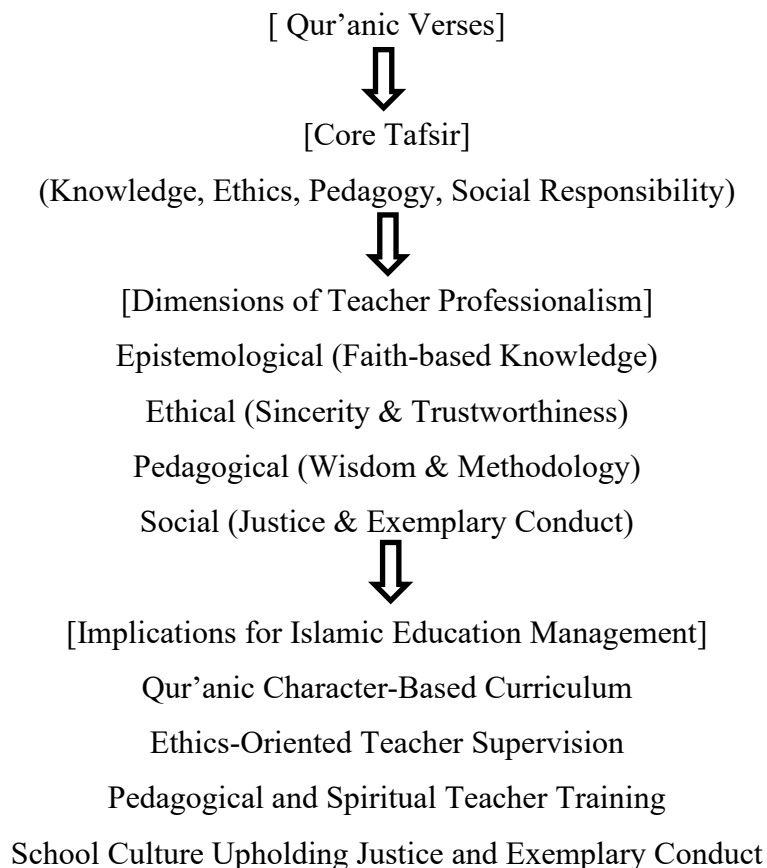 [ Qur’anic Verses]
[Core Tafsir]
(Knowledge, Ethics, Pedagogy, Social Responsibility)
[Dimensions of Teacher Professionalism]
Epistemological (Faith-based Knowledge)
Ethical (Sincerity & Trustworthiness)
Pedagogical (Wisdom & Methodology)
Social (Justice & Exemplary Conduct)
[Implications for Islamic Education Management]
Qur’anic Character-Based Curriculum
Ethics-Oriented Teacher Supervision
Pedagogical and Spiritual Teacher Training
School Culture Upholding Justice and Exemplary Conduct